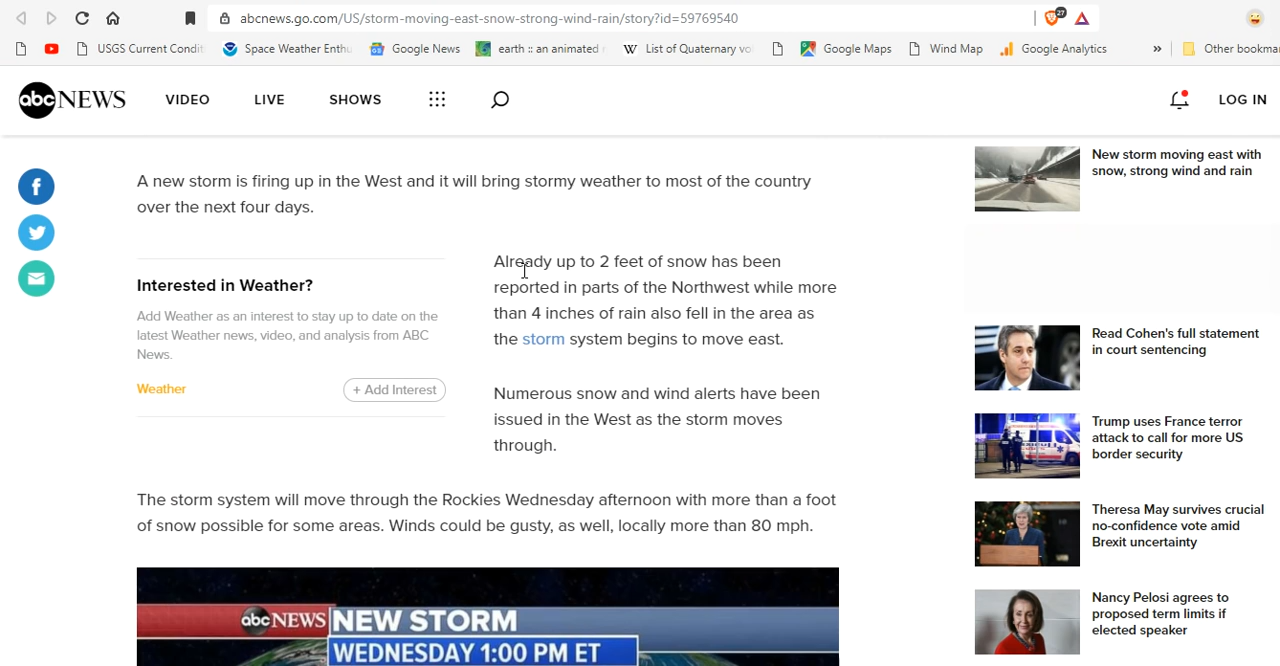 abcnews.go.com/US/storm-moving-east-snow-strong-wind-rain/story?id=59769540
27
USGS Current Condit
Space Weather Enthu
Google News
earth :: an animated
W
List of Quaternary vo
Google Maps
Wind Map
Google Analytics
»
Other bookma
abc NEWS
VIDEO
LIVE
SHOWS
LOG IN
A new storm is firing up in the West and it will bring stormy weather to most of the country
over the next four days.
Interested in Weather?
Add Weather as an interest to stay up to date on the
latest Weather news, video, and analysis from ABC
News.
Weather
+ Add Interest
Already up to 2 feet of snow has been
reported in parts of the Northwest while more
than 4 inches of rain also fell in the area as
the storm system begins to move east.
Numerous snow and wind alerts have been
issued in the West as the storm moves
through.
The storm system will move through the Rockies Wednesday afternoon with more than a foot
of snow possible for some areas. Winds could be gusty, as well, locally more than 80 mph.
abc NEWS
NEW STORM
WEDNESDAY 1:00 PM ET
New storm moving east with
snow, strong wind and rain
Read Cohen's full statement
in court sentencing
Trump uses France terror
attack to call for more US
border security
Theresa May survives crucial
no-confidence vote amid
Brexit uncertainty
Nancy Pelosi agrees to
proposed term limits if
elected speaker